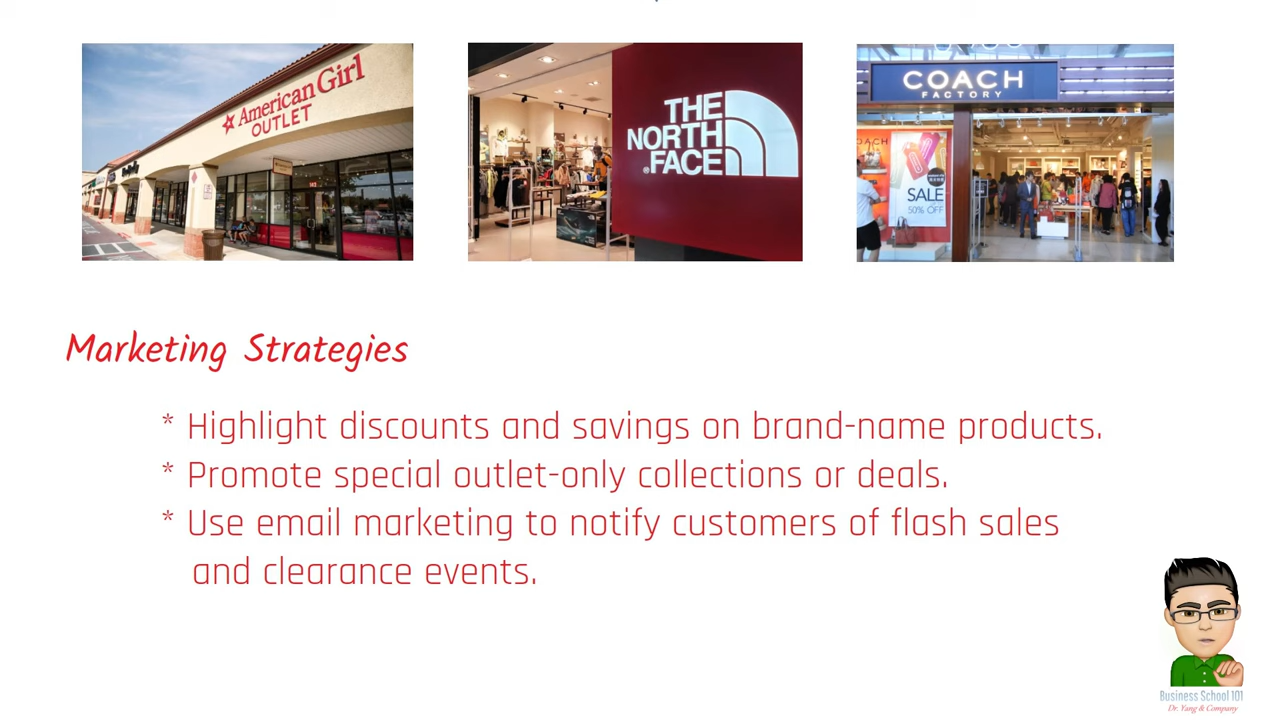 American Girl
OUTLET
143
THE
NORTH
FACE
COACH
FACTORY
COACH
SALE
50% OFF
Marketing Strategies
* Highlight discounts and savings on brand-name products.
* Promote special outlet-only collections or deals.
* Use email marketing to notify customers of flash sales
and clearance events.
Business School 101
Dr. Yang & Company